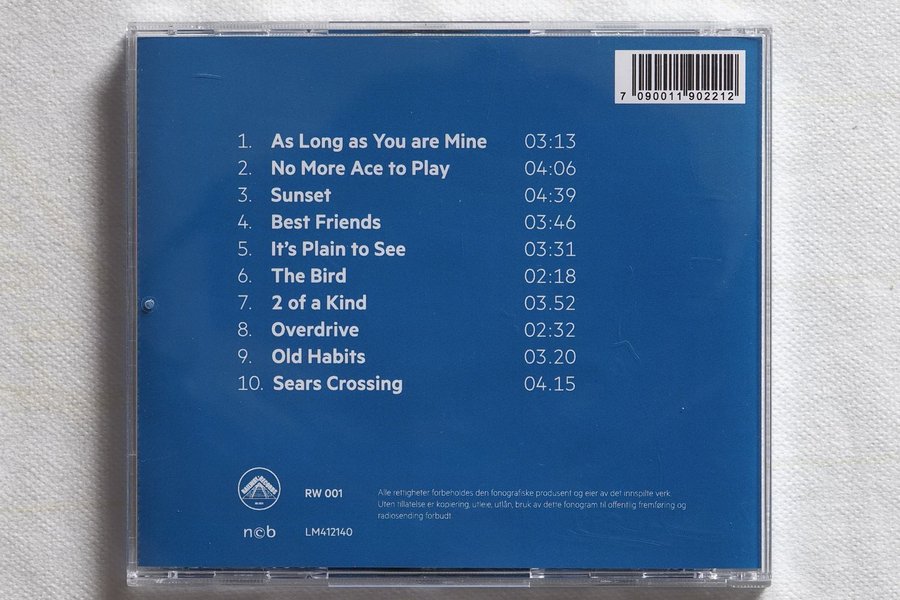 7 090011 902212
1. As Long as You are Mine 03:13
2. No More Ace to Play 04:06
3. Sunset 04:39
4. Best Friends 03:46
5. It's Plain to See 03:31
6. The Bird 02:18
7. 2 of a Kind 03.52
8. Overdrive 02:32
9. Old Habits 03.20
10. Sears Crossing 04.15
RW 001
Alle rettigheter forbeholdes den fonografiske produsent og eier av det innspilte verk.
Uten tillatelse er kopiering, utleie, utlån, bruk av dette fonogram til offentlig fremføring og
radiosending forbudt.
n©b LM412140